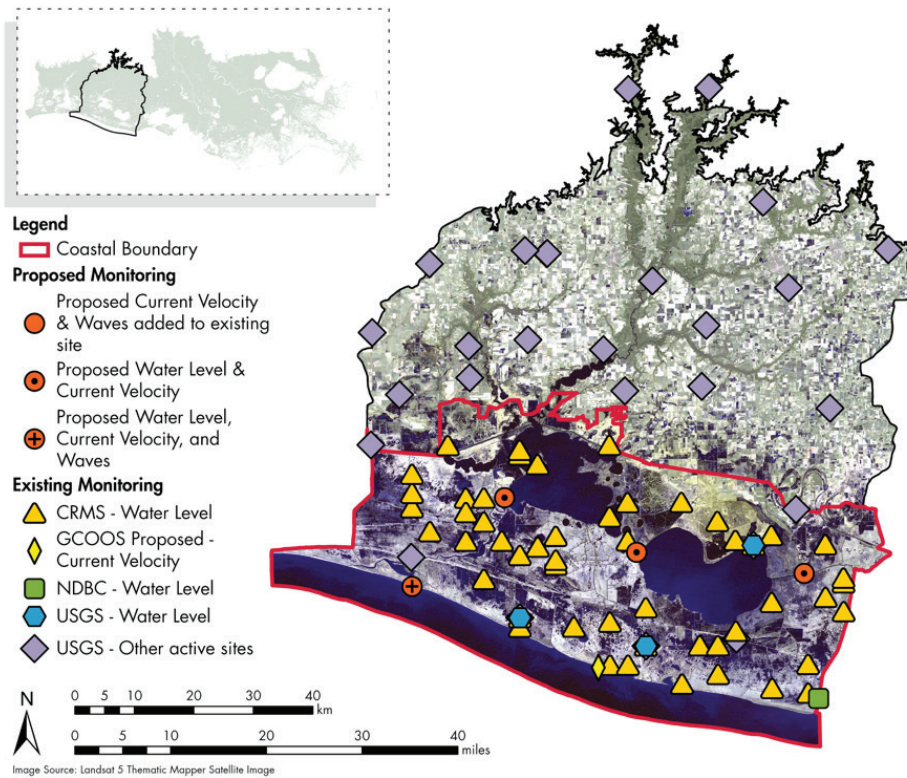 Legend
Coastal Boundary
Proposed Monitoring
Proposed Current Velocity
& Waves added to existing
site
Proposed Water Level &
Current Velocity
Proposed Water Level,
Current Velocity, and
Waves
Existing Monitoring
CRMS - Water Level
GCOOS Proposed -
Current Velocity
NDBC - Water Level
USGS - Water Level
USGS - Other active sites
N
0 5 10 20 30 40
km
0 5 10 20 30 40
miles
Image Source: Landsat 5 Thematic Mapper Satellite Image